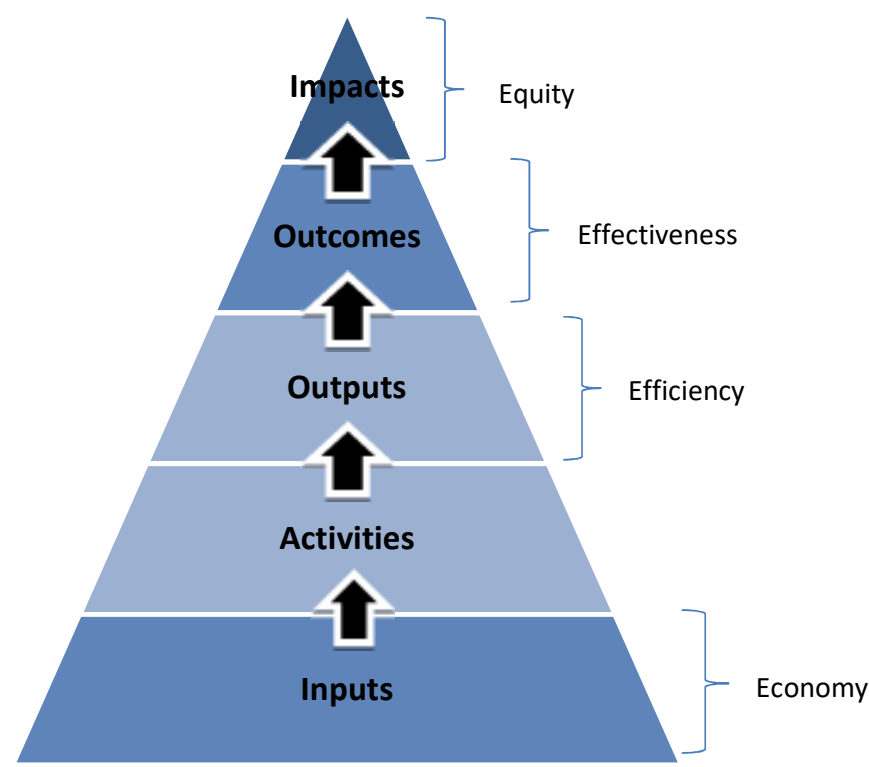 Impacts
Equity
Outcomes
Effectiveness
Outputs
Efficiency
Activities
Inputs
Economy